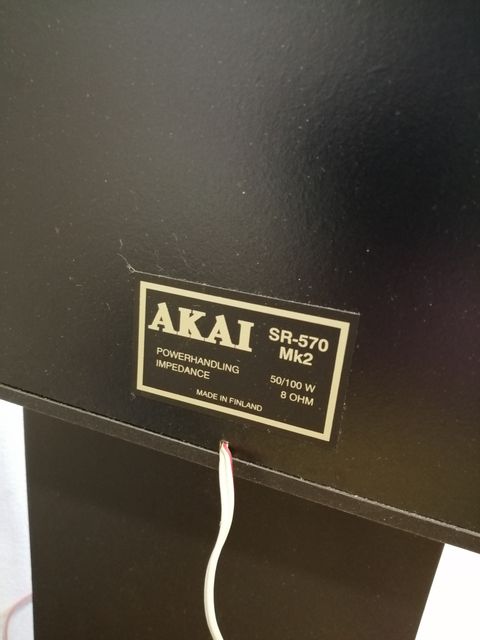 AKAI SR-570
Mk2
POWERHANDLING 50/100 W
IMPEDANCE 8 OHM
MADE IN FINLAND